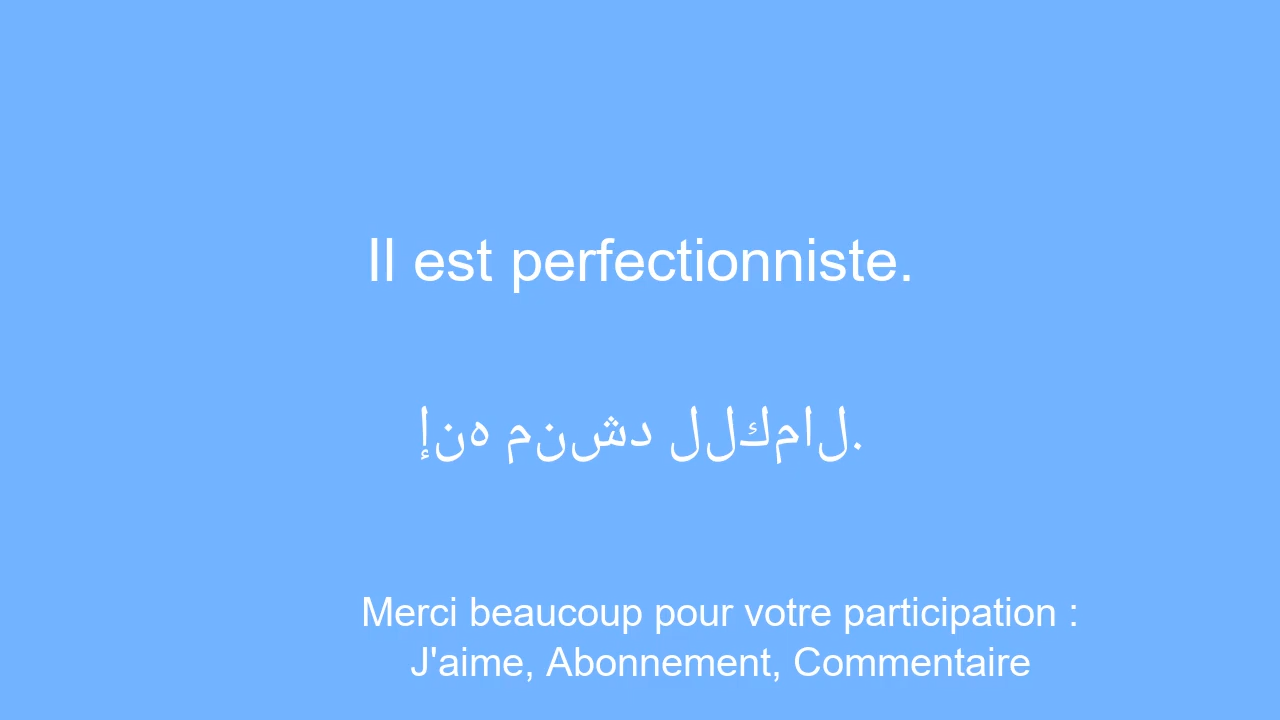 Il est perfectionniste.
إنه منشد للكمال.
Merci beaucoup pour votre participation :
J'aime, Abonnement, Commentaire